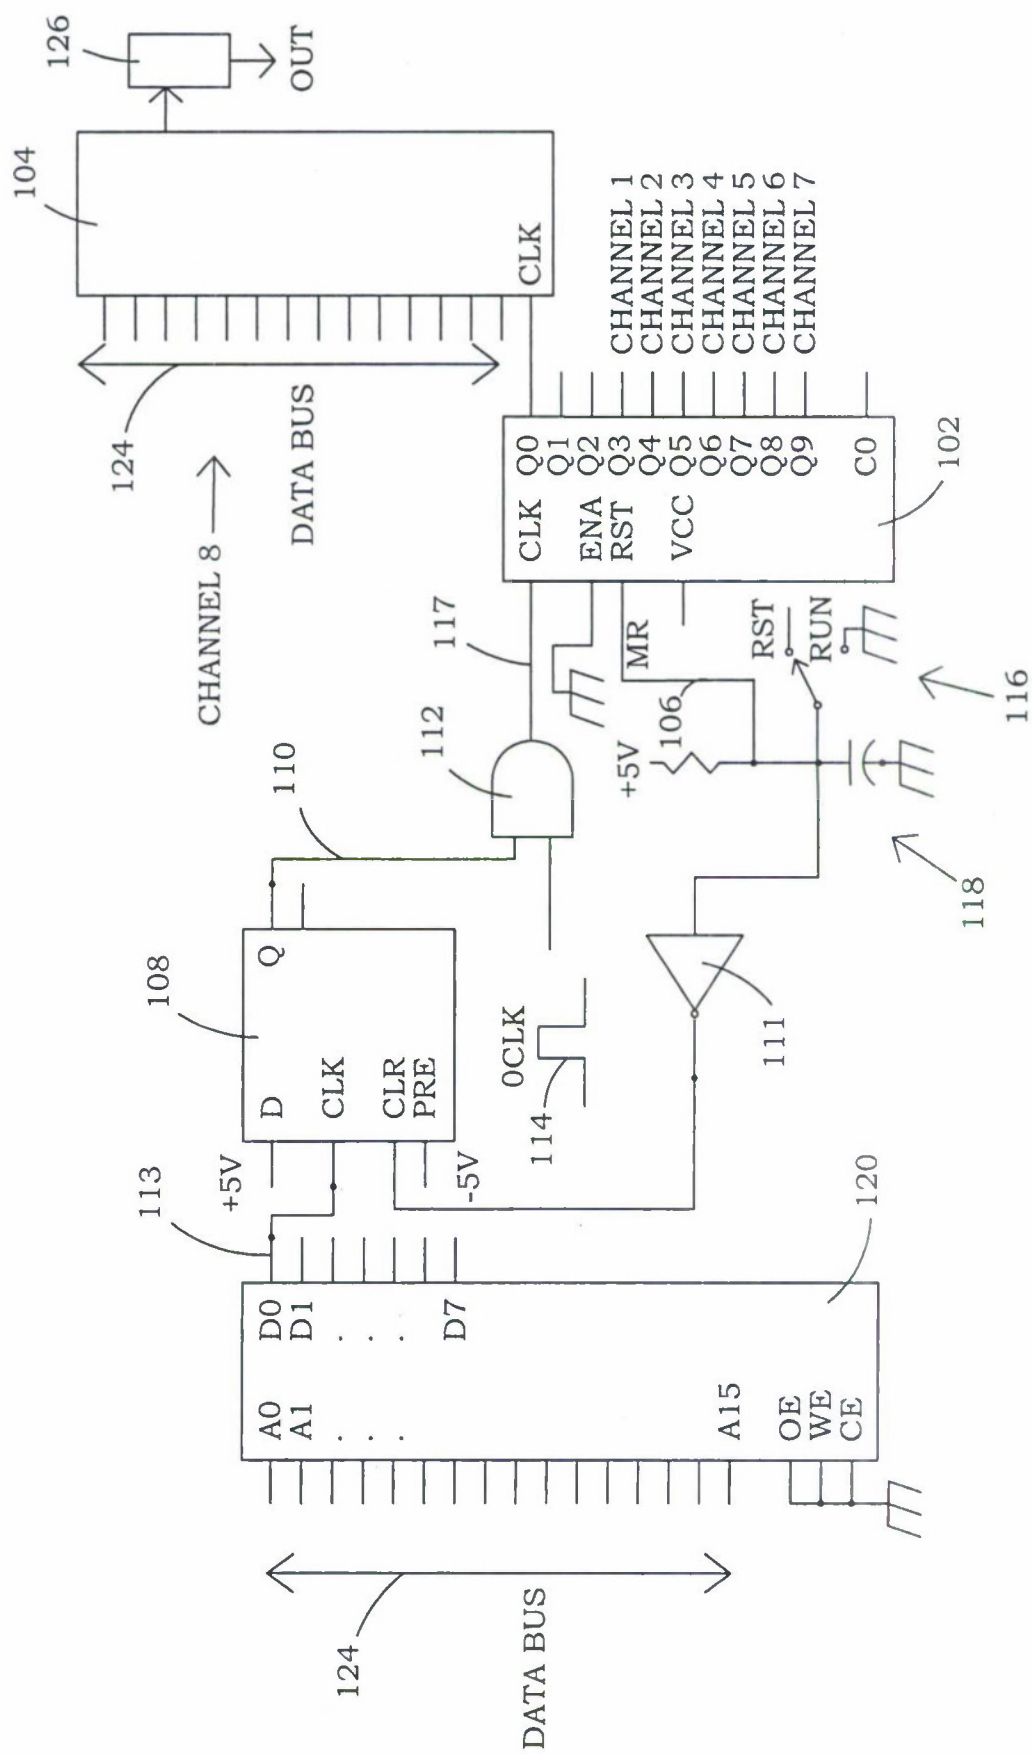 126
OUT
104
CLK
124
DATA BUS
CHANNEL 8
CHANNEL 1
CHANNEL 2
CHANNEL 3
CHANNEL 4
CHANNEL 5
CHANNEL 6
CHANNEL 7
Q0
Q1
Q2
Q3
Q4
Q5
Q6
Q7
Q8
Q9
C0
CLK
ENA
RST
VCC
102
117
MR
106
+5V
RST
RUN
116
118
112
110
108
D
Q
CLK
CLR
PRE
+5V
-5V
0CLK
114
111
113
120
D0
D1
. . .
D7
A0
A1
. . .
A15
OE
WE
CE
124
DATA BUS